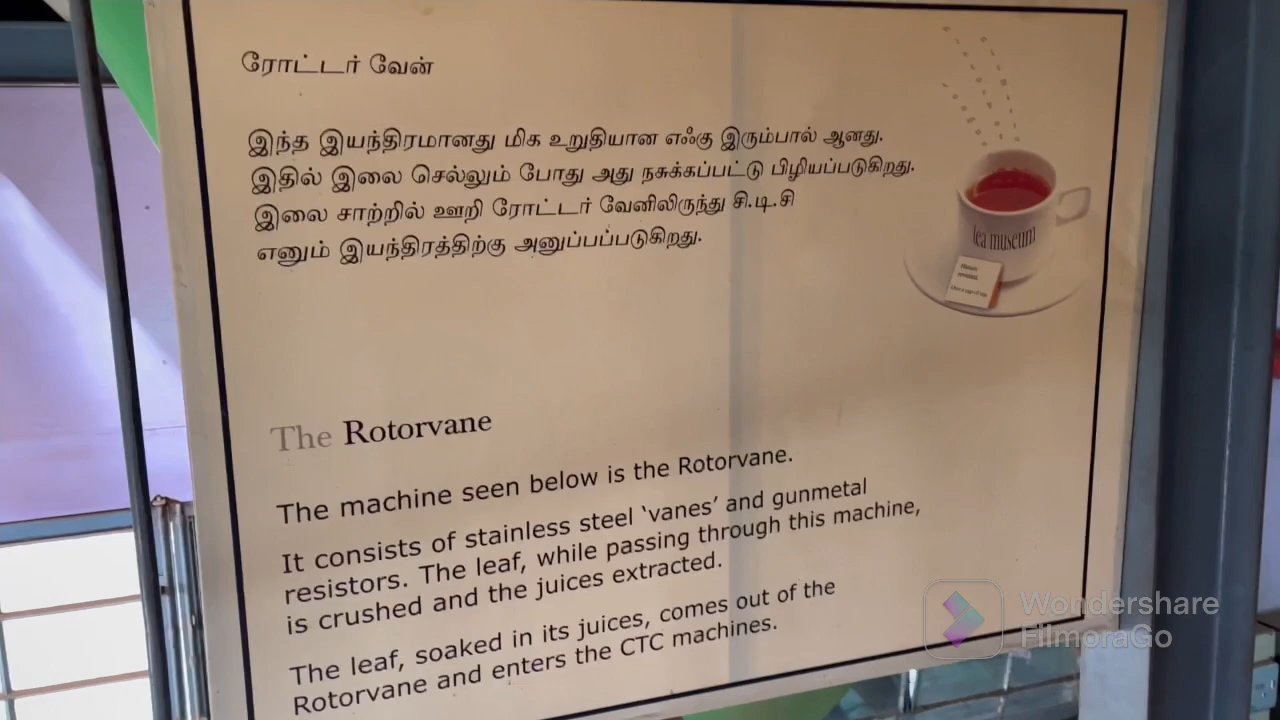 ரோட்டர் வேன்
இந்த இயந்திரமானது மிக உறுதியான எஃகு இரும்பால் ஆனது.
இதில் இலை செல்லும் போது அது நசுக்கப்பட்டு பிழியப்படுகிறது.
இலை சாற்றில் ஊறி ரோட்டர் வேனிலிருந்து சி.டி.சி
எனும் இயந்திரத்திற்கு அனுப்பப்படுகிறது.
tea museum
The Rotorvane
The machine seen below is the Rotorvane.
It consists of stainless steel ‘vanes’ and gunmetal
resistors. The leaf, while passing through this machine,
is crushed and the juices extracted.
The leaf, soaked in its juices, comes out of the
Rotorvane and enters the CTC machines.
Wondershare
FilmoraGo